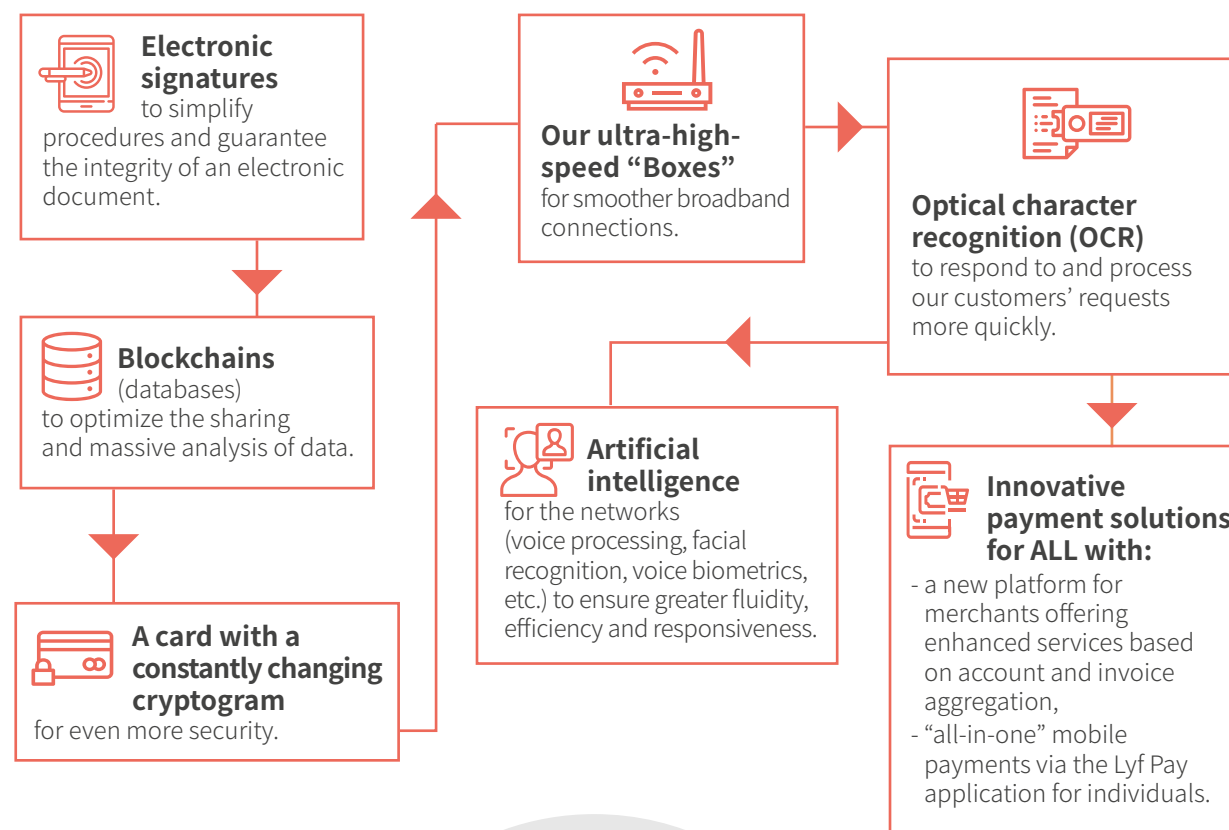 Electronic
signatures
to simplify
procedures and guarantee
the integrity of an electronic
document.
Blockchains
(databases)
to optimize the sharing
and massive analysis of data.
A card with a
constantly changing
cryptogram
for even more security.
Our ultra-high-
speed “Boxes”
for smoother broadband
connections.
Optical character
recognition (OCR)
to respond to and process
our customers’ requests
more quickly.
Artificial
intelligence
for the networks
(voice processing, facial
recognition, voice biometrics,
etc.) to ensure greater fluidity,
efficiency and responsiveness.
Innovative
payment solutions
for ALL with:
- a new platform for
merchants offering
enhanced services based
on account and invoice
aggregation,
- “all-in-one” mobile
payments via the Lyf Pay
application for individuals.